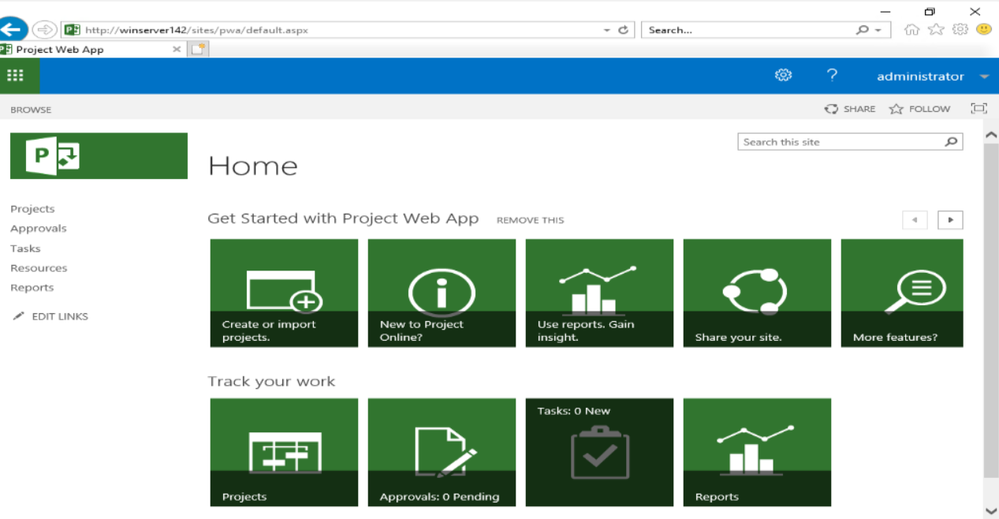 http://winserver142/sites/pwa/default.aspx
Search...
Project Web App
? administrator
BROWSE
SHARE
FOLLOW
P
Search this site
Home
Projects
Approvals
Tasks
Resources
Reports
EDIT LINKS
Get Started with Project Web App
REMOVE THIS
Create or import
projects.
New to Project
Online?
Use reports. Gain
insight.
Share your site.
More features?
Track your work
Projects
Approvals: 0 Pending
Tasks: 0 New
Reports